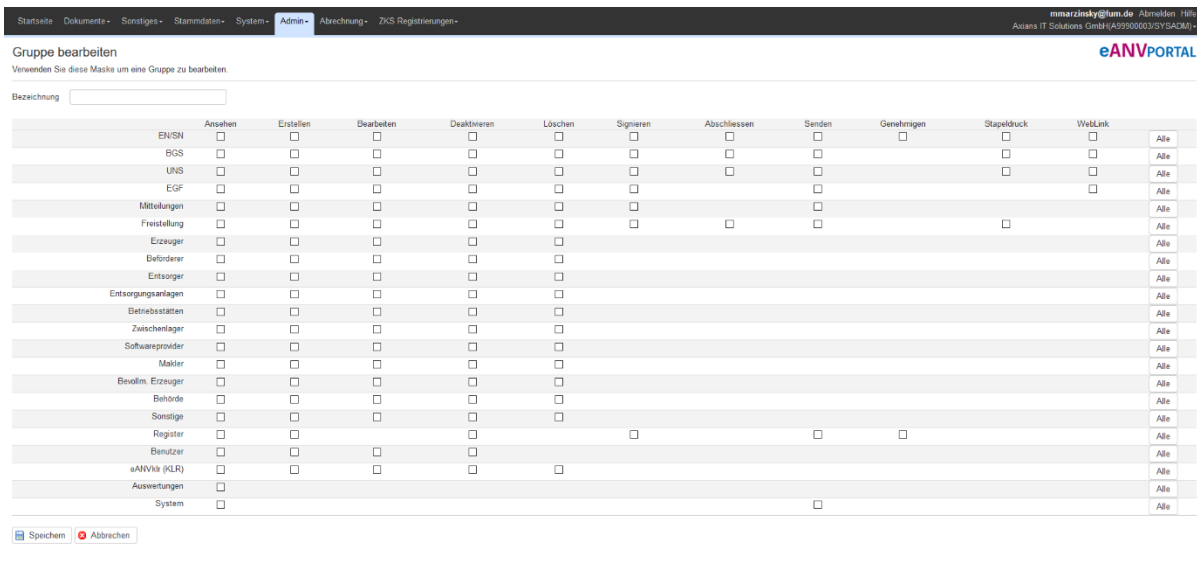 Startseite Dokumente Sonstiges Stammdaten System Admin Abrechnung ZKS Registrierungen mmarzinsky@fum.de Abmelden Hilfe
Axians IT Solutions GmbH(A99900003/SYSADM)
Gruppe bearbeiten eANVPORTAL
Verwenden Sie diese Maske um eine Gruppe zu bearbeiten.
Bezeichnung
Ansehen Erstellen Bearbeiten Deaktivieren Löschen Signieren Abschliessen Senden Genehmigen Stapeldruck WebLink
EN/SN Alle
BGS Alle
UNS Alle
EGF Alle
Mitteilungen Alle
Freistellung Alle
Erzeuger Alle
Beförderer Alle
Entsorger Alle
Entsorgungsanlagen Alle
Betriebsstätten Alle
Zwischenlager Alle
Softwareprovider Alle
Makler Alle
Bevollm. Erzeuger Alle
Behörde Alle
Sonstige Alle
Register Alle
Benutzer Alle
eANVklr (KLR) Alle
Auswertungen Alle
System Alle
Speichern Abbrechen